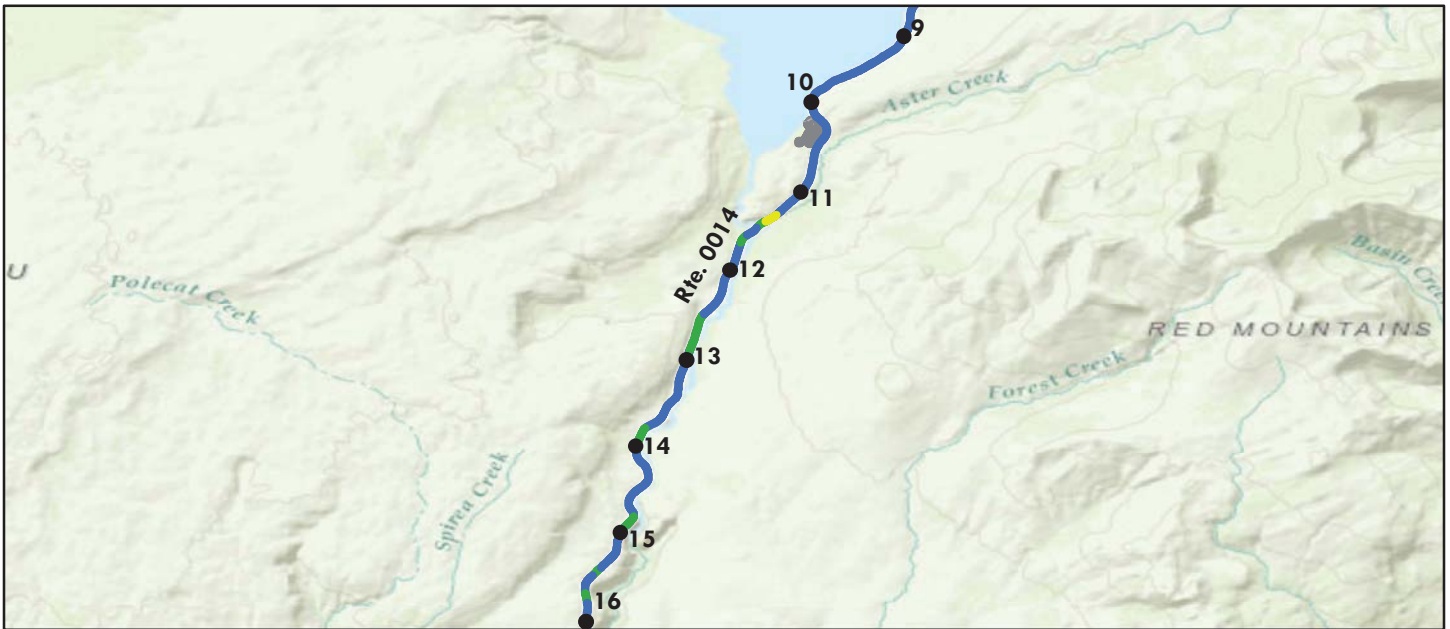 9
10
Aster Creek
11
Rte. 0014
12
Basin Cree
U
Polecat Creek
RED MOUNTAINS
13
Forest Creek
14
Spirea Creek
15
16